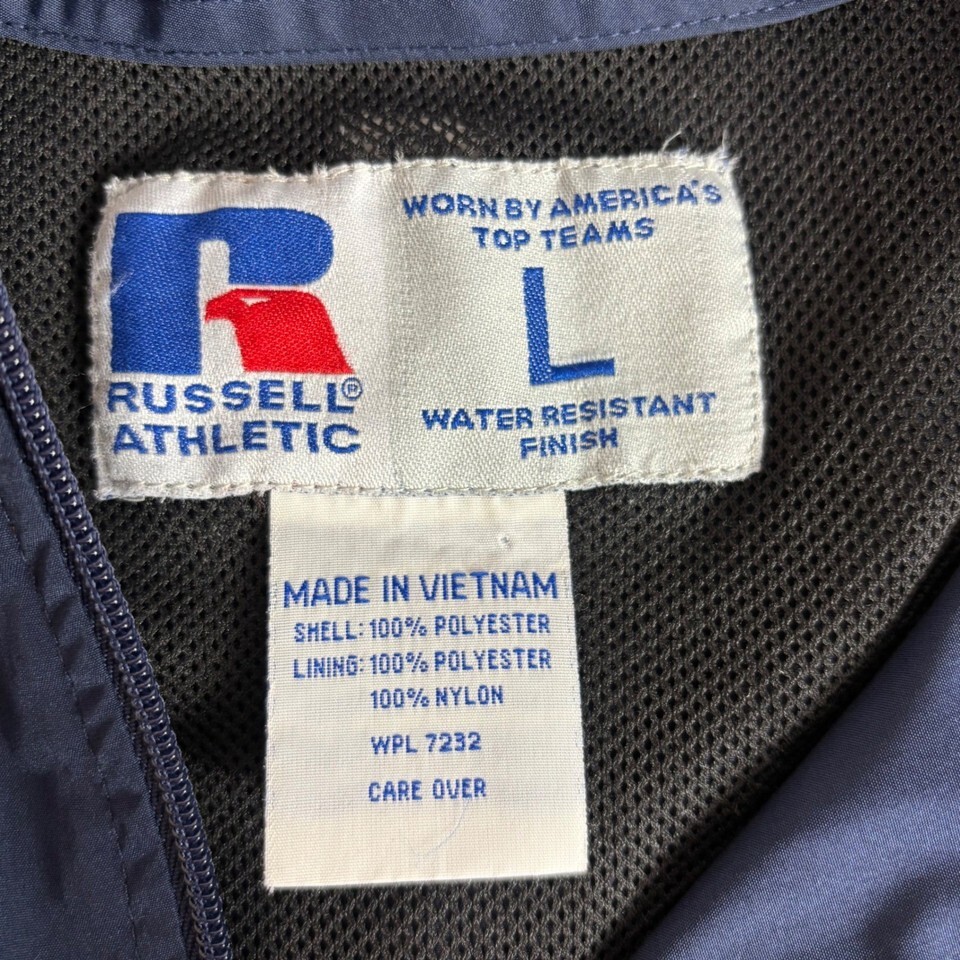 R
RUSSELL®
ATHLETIC
WORN BY AMERICA'S
TOP TEAMS
L
WATER RESISTANT
FINISH
MADE IN VIETNAM
SHELL: 100% POLYESTER
LINING: 100% POLYESTER
100% NYLON
WPL 7232
CARE OVER